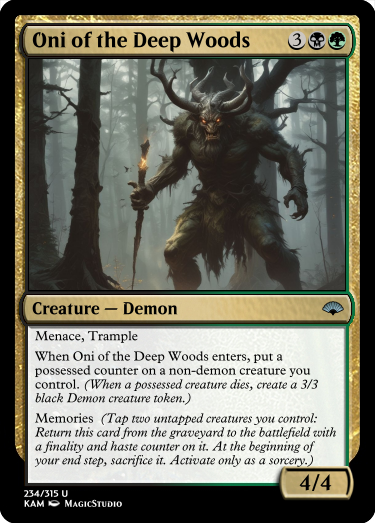 Oni of the Deep Woods 3
Creature — Demon
Menace, Trample
When Oni of the Deep Woods enters, put a
possessed counter on a non-demon creature you
control. (When a possessed creature dies, create a 3/3
black Demon creature token.)
Memories (Tap two untapped creatures you control:
Return this card from the graveyard to the battlefield with
a finality and haste counter on it. At the beginning of
your end step, sacrifice it. Activate only as a sorcery.)
4/4
234/315 U
KAM MagicStudio